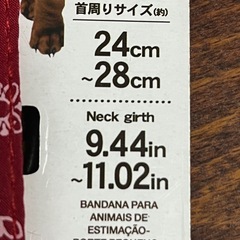 首周りサイズ(約)
24cm
~28cm
Neck girth
9.44in
~11.02in
BANDANA PARA
ANIMAIS DE
ESTIMAÇÃO-